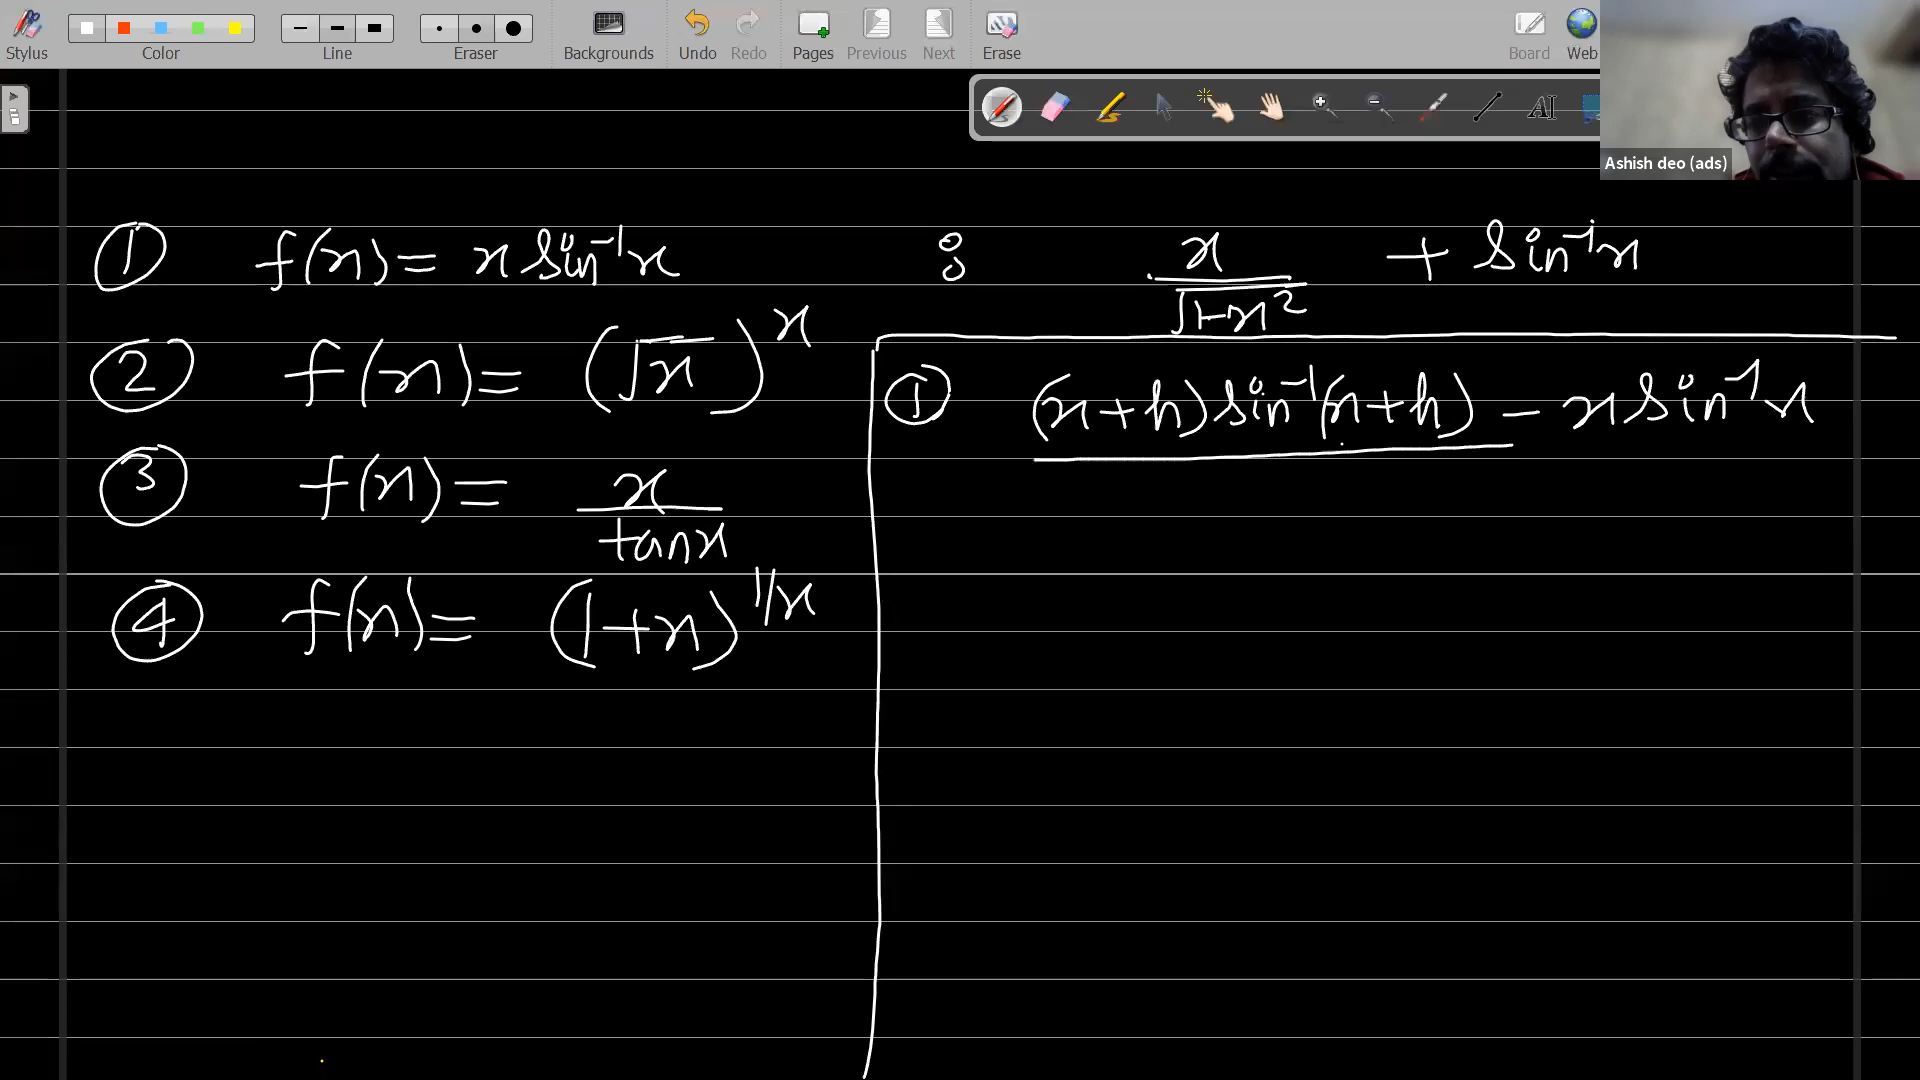 Stylus Color Line Eraser Backgrounds Undo Redo Pages Previous Next Erase Board Web
AI
Ashish deo (ads)
① f(x) = x sin⁻¹x : x/√(1-x²) + sin⁻¹x
② f(x) = (√x)^x
① (x+h) sin⁻¹(x+h) - x sin⁻¹x
③ f(x) = x/tanx
④ f(x) = (1+x)^1/x